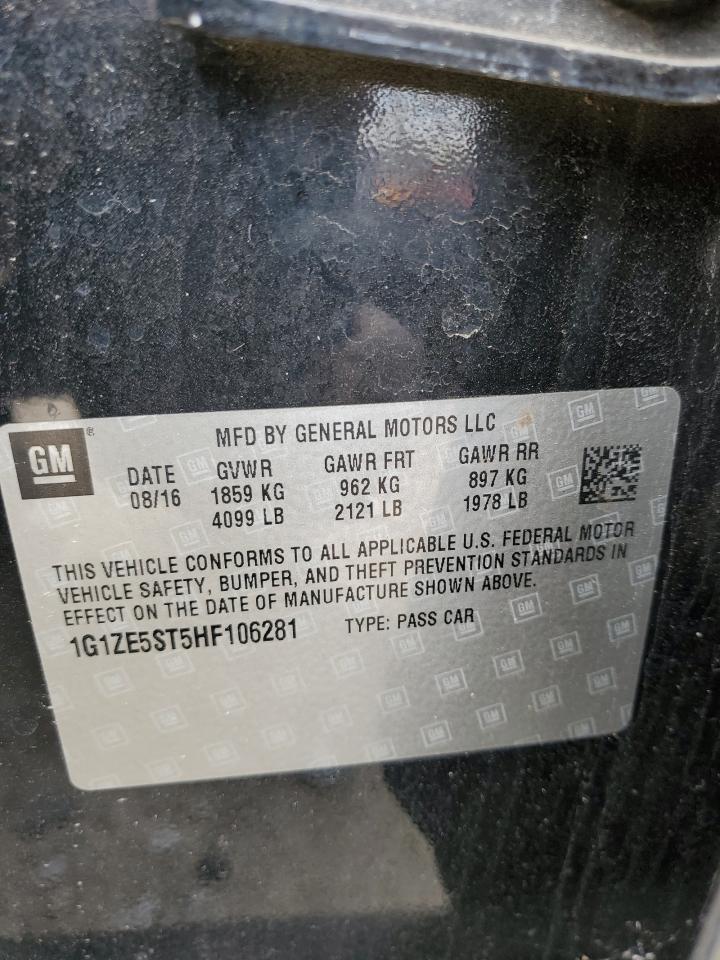 GM®
MFD BY GENERAL MOTORS LLC
DATE GVWR GAWR FRT GAWR RR
08/16 1859 KG 962 KG 897 KG
4099 LB 2121 LB 1978 LB
THIS VEHICLE CONFORMS TO ALL APPLICABLE U.S. FEDERAL MOTOR
VEHICLE SAFETY, BUMPER, AND THEFT PREVENTION STANDARDS IN
EFFECT ON THE DATE OF MANUFACTURE SHOWN ABOVE.
1G1ZE5ST5HF106281 TYPE: PASS CAR